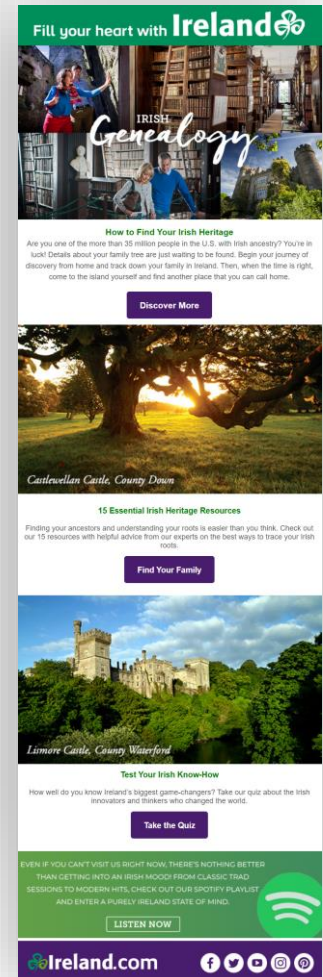 Fill your heart with Ireland
IRISH
Genealogy
How to Find Your Irish Heritage
Are you one of the more than 35 million people in the U.S. with Irish ancestry? You're in
luck! Details about your family tree are just waiting to be found. Begin your journey of
discovery from home and track down your family in Ireland. Then, when the time is right,
come to the island yourself and find another place that you can call home.
Discover More
Castlewellan Castle, County Down
15 Essential Irish Heritage Resources
Finding your ancestors and understanding your roots is easier than you think. Check out
our 15 resources with helpful advice from our experts on the best ways to trace your Irish
roots.
Find Your Family
Lismore Castle, County Waterford
Test Your Irish Know-How
How well do you know Ireland's biggest game-changers? Take our quiz about the Irish
innovators and thinkers who changed the world.
Take the Quiz
EVEN IF YOU CAN'T VISIT US RIGHT NOW, THERE'S NOTHING BETTER
THAN GETTING INTO AN IRISH MOOD! FROM CLASSIC TRAD
SESSIONS TO MODERN HITS, CHECK OUT OUR SPOTIFY PLAYLIST
AND ENTER A PURELY IRELAND STATE OF MIND.
LISTEN NOW
Ireland.com